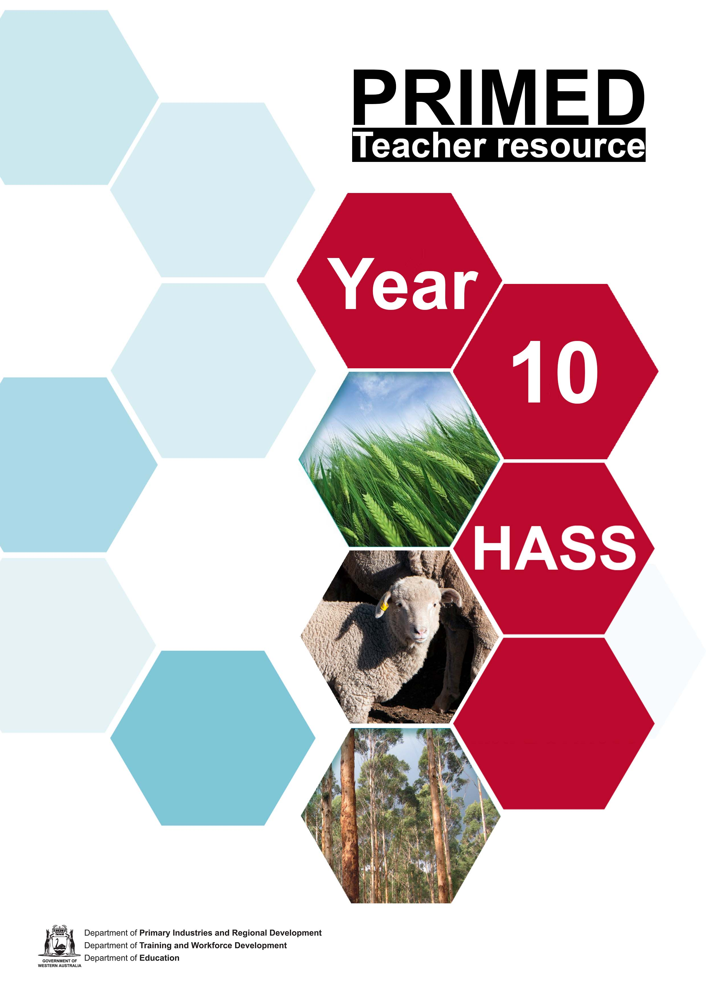 PRIMED
Teacher resource
Year
10
HASS
Department of Primary Industries and Regional Development
Department of Training and Workforce Development
Department of Education
GOVERNMENT OF
WESTERN AUSTRALIA